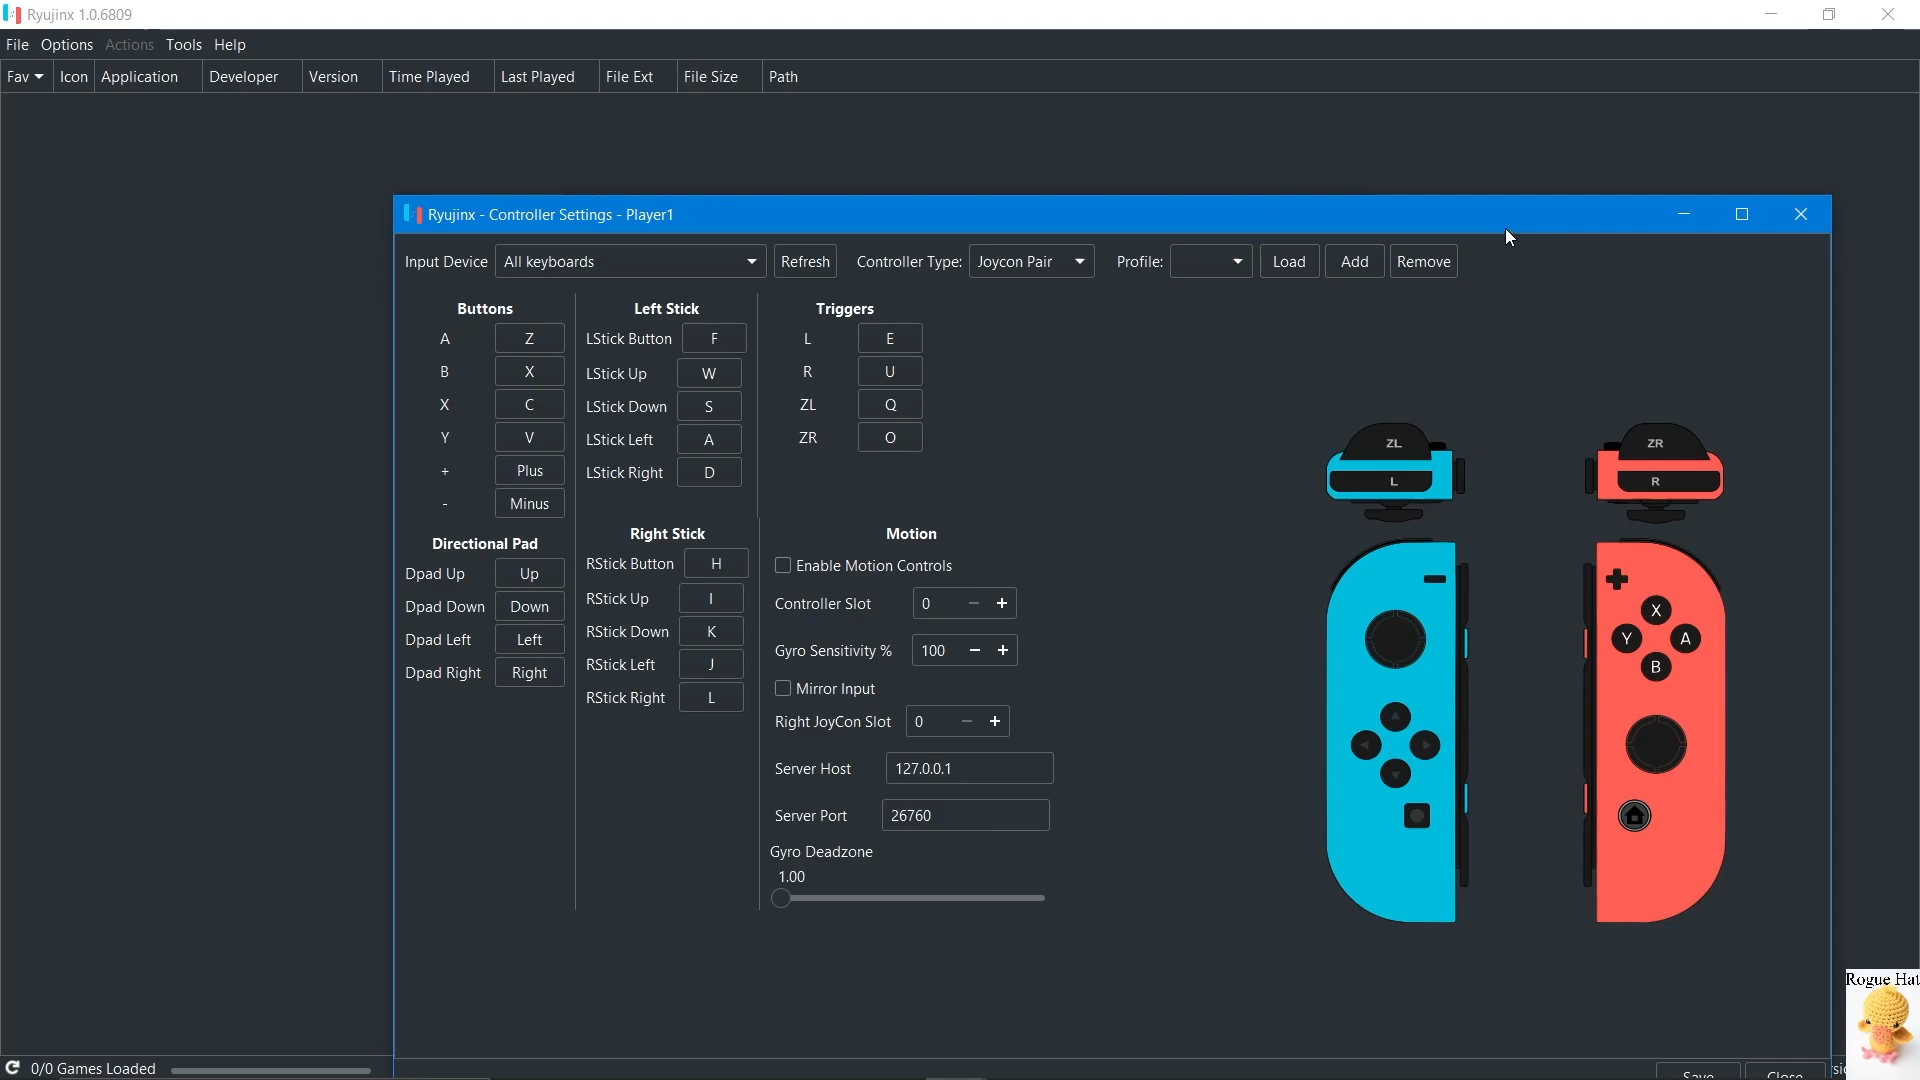 Ryujinx 1.0.6809
File Options Actions Tools Help
Fav Icon Application Developer Version Time Played Last Played File Ext File Size Path
Ryujinx - Controller Settings - Player1
Input Device All keyboards Refresh Controller Type: Joycon Pair Profile: Load Add Remove
Buttons
A Z
B X
X C
Y V
+ Plus
- Minus
Directional Pad
Dpad Up Up
Dpad Down Down
Dpad Left Left
Dpad Right Right
Left Stick
LStick Button F
LStick Up W
LStick Down S
LStick Left A
LStick Right D
Right Stick
RStick Button H
RStick Up I
RStick Down K
RStick Left J
RStick Right L
Triggers
L E
R U
ZL Q
ZR O
Motion
Enable Motion Controls
Controller Slot 0 - +
Gyro Sensitivity % 100 - +
Mirror Input
Right JoyCon Slot 0 - +
Server Host 127.0.0.1
Server Port 26760
Gyro Deadzone
1.00
ZL ZR
L R
X
Y A
B
Save Close
0/0 Games Loaded
Rogue Hat